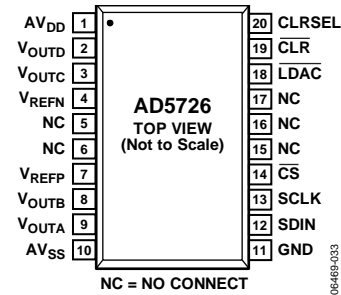 AVDD 1
VOUTD 2
VOUTC 3
VREFN 4
NC 5
NC 6
VREFP 7
VOUTB 8
VOUTA 9
AVSS 10
AD5726
TOP VIEW
(Not to Scale)
20 CLRSEL
19 CLR
18 LDAC
17 NC
16 NC
15 NC
14 CS
13 SCLK
12 SDIN
11 GND
NC = NO CONNECT
06469-033